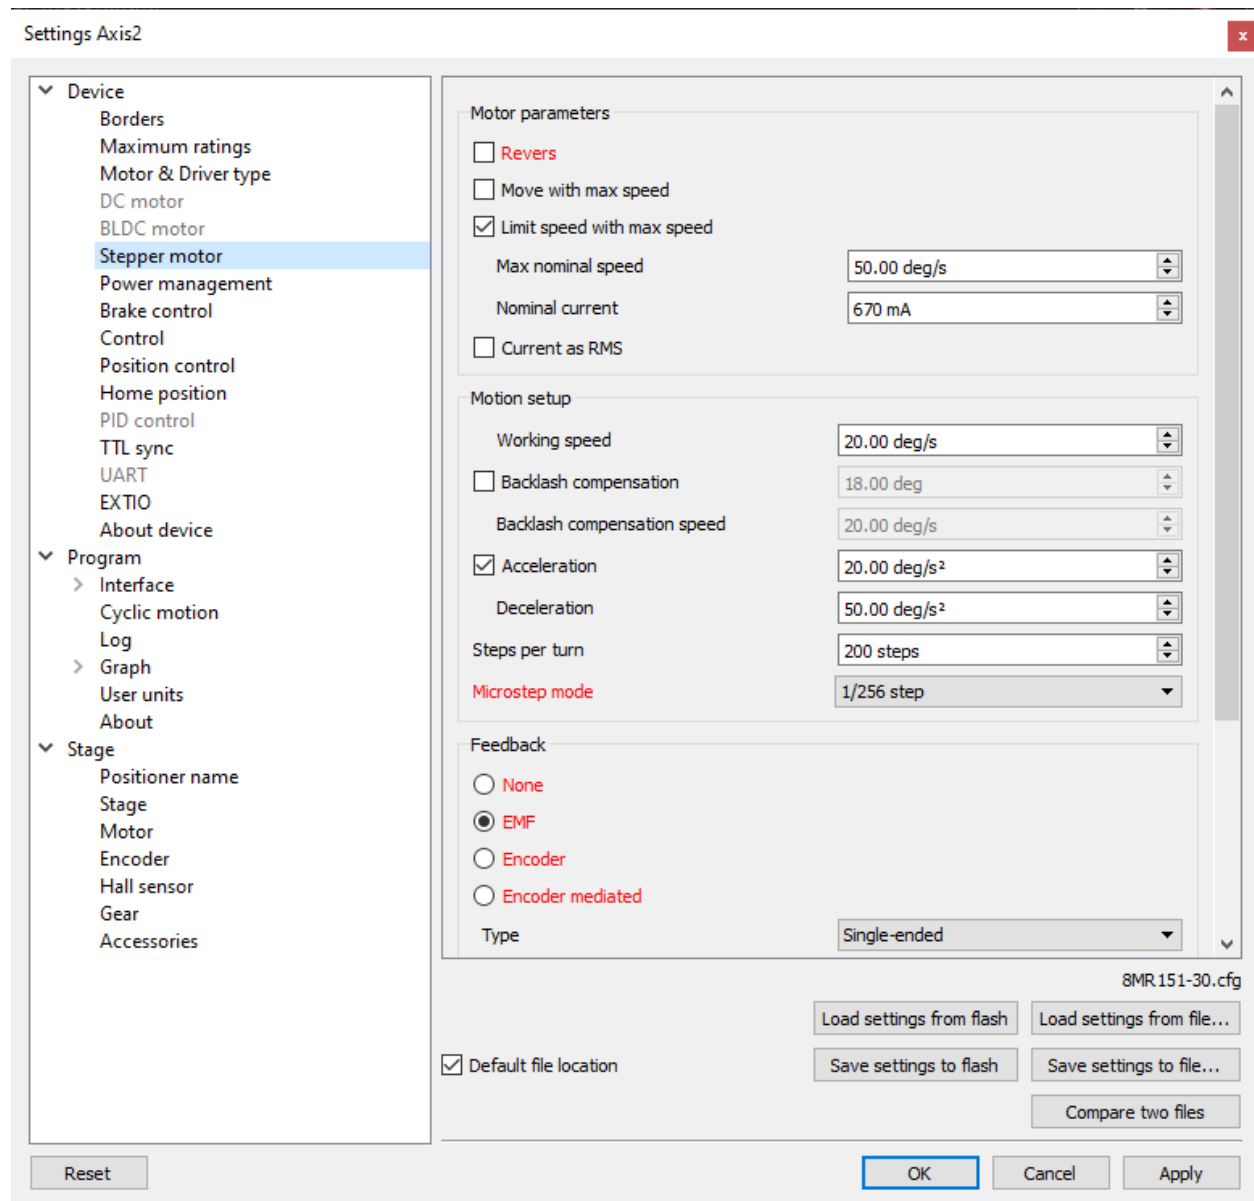 Settings Axis2
x
Device
Borders
Maximum ratings
Motor & Driver type
DC motor
BLDC motor
Stepper motor
Power management
Brake control
Control
Position control
Home position
PID control
TTL sync
UART
EXTIO
About device
Program
Interface
Cyclic motion
Log
Graph
User units
About
Stage
Positioner name
Stage
Motor
Encoder
Hall sensor
Gear
Accessories
Motor parameters
Revers
Move with max speed
Limit speed with max speed
Max nominal speed 50.00 deg/s
Nominal current 670 mA
Current as RMS
Motion setup
Working speed 20.00 deg/s
Backlash compensation 18.00 deg
Backlash compensation speed 20.00 deg/s
Acceleration 20.00 deg/s²
Deceleration 50.00 deg/s²
Steps per turn 200 steps
Microstep mode 1/256 step
Feedback
None
EMF
Encoder
Encoder mediated
Type Single-ended
8MR151-30.cfg
Load settings from flash Load settings from file...
Default file location Save settings to flash Save settings to file...
Compare two files
Reset OK Cancel Apply